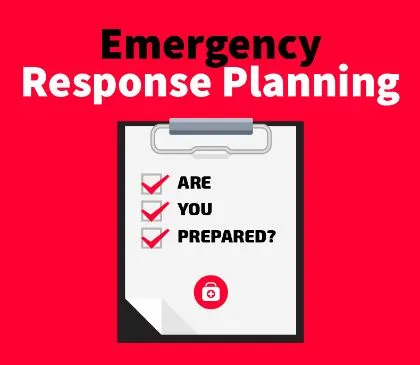 Emergency
Response Planning
ARE
YOU
PREPARED?